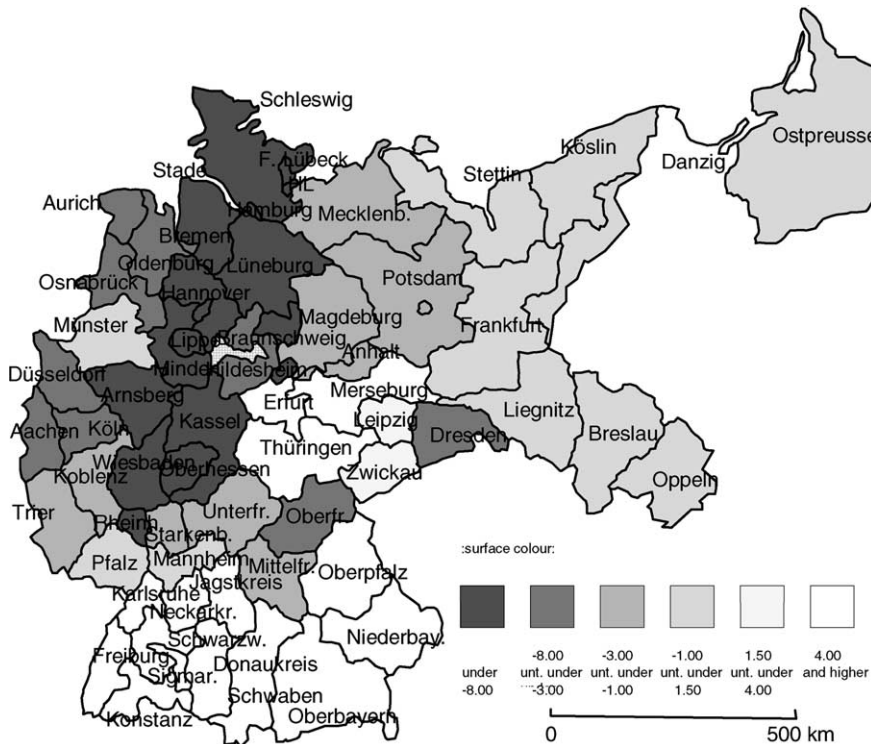 Schleswig
F. Lübeck
HL
Stade
Hamburg
Köslin
Stettin
Danzig
Ostpreusse
Aurich
Mecklenb.
Bremen
Oldenburg
Lüneburg
Potsdam
Osnabrück
Hannover
Magdeburg
Frankfurt
Münster
Lippe
Braunschweig
Anhalt
Minde
Hildesheim
Düsseldorf
Arnsberg
Kassel
Erfurt
Merseburg
Leipzig
Liegnitz
Aachen
Köln
Dresden
Breslau
Thüringen
Wiesbaden
Oberhessen
Zwickau
Koblenz
Oppeln
Trier
Unterfr.
Oberfr.
Rheinh.
Starkenb.
Pfalz
Mannheim
Mittelfr.
Oberpfalz
Jagstkreis
Karlsruhe
Neckarkr.
Schwarzw.
Niederbay.
Freiburg
Donaukreis
Sigmar.
Schwaben
Konstanz
Oberbayern
:surface colour:
under
-8.00
-8.00
unt. under
-3.00
-3.00
unt. under
-1.00
-1.00
unt. under
1.50
1.50
unt. under
4.00
4.00
and higher
0 500 km